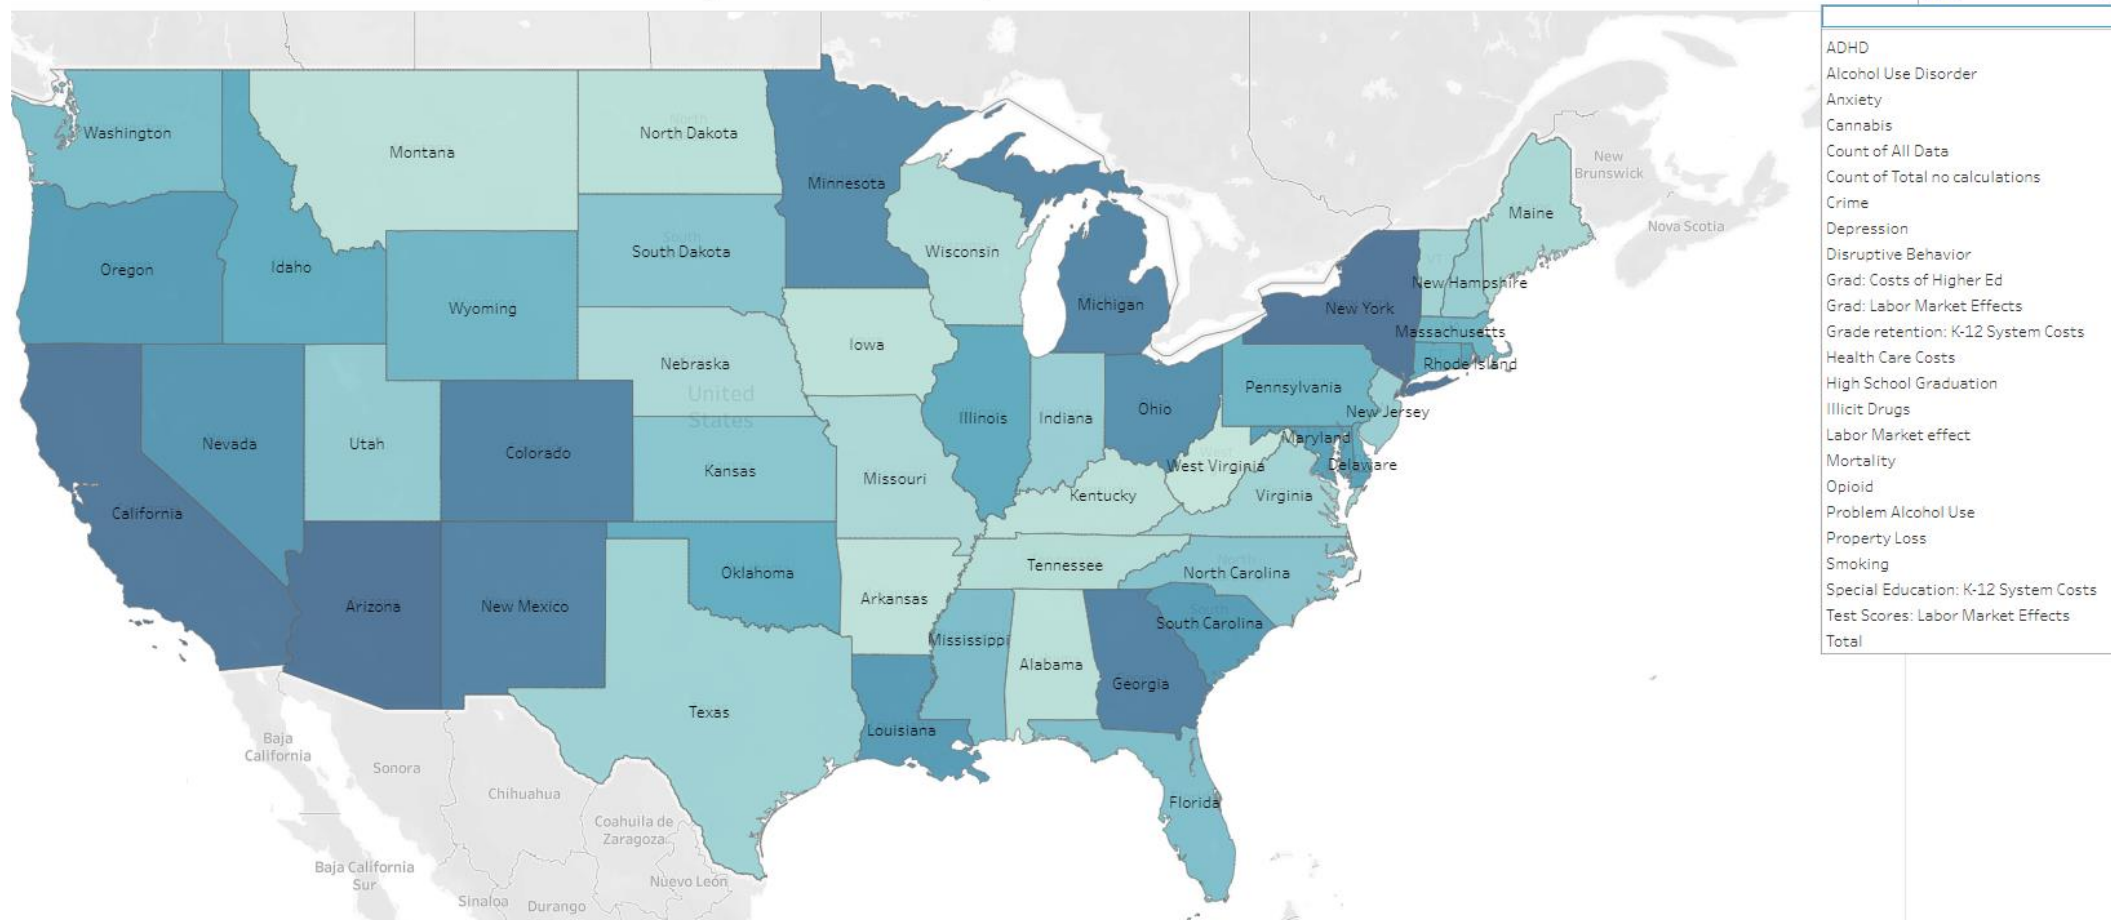 Washington
Montana
North Dakota
Minnesota
Oregon
Idaho
Wyoming
South Dakota
Wisconsin
Michigan
Maine
New
Brunswick
Nova Scotia
New York
New Hampshire
Massachusetts
Rhode Island
Iowa
Nebraska
United
States
Nevada
Utah
Colorado
Kansas
Missouri
Illinois
Indiana
Ohio
Pennsylvania
New Jersey
Maryland
Delaware
West Virginia
Virginia
Kentucky
California
Arizona
New Mexico
Oklahoma
Arkansas
Tennessee
North Carolina
South Carolina
Mississippi
Alabama
Georgia
Texas
Louisiana
Florida
Baja
California
Sonora
Chihuahua
Coahuila de
Zaragoza
Baja California
Sur
Sinaloa
Durango
Nuevo León
ADHD
Alcohol Use Disorder
Anxiety
Cannabis
Count of All Data
Count of Total no calculations
Crime
Depression
Disruptive Behavior
Grad: Costs of Higher Ed
Grad: Labor Market Effects
Grade retention: K-12 System Costs
Health Care Costs
High School Graduation
Illicit Drugs
Labor Market effect
Mortality
Opioid
Problem Alcohol Use
Property Loss
Smoking
Special Education: K-12 System Costs
Test Scores: Labor Market Effects
Total